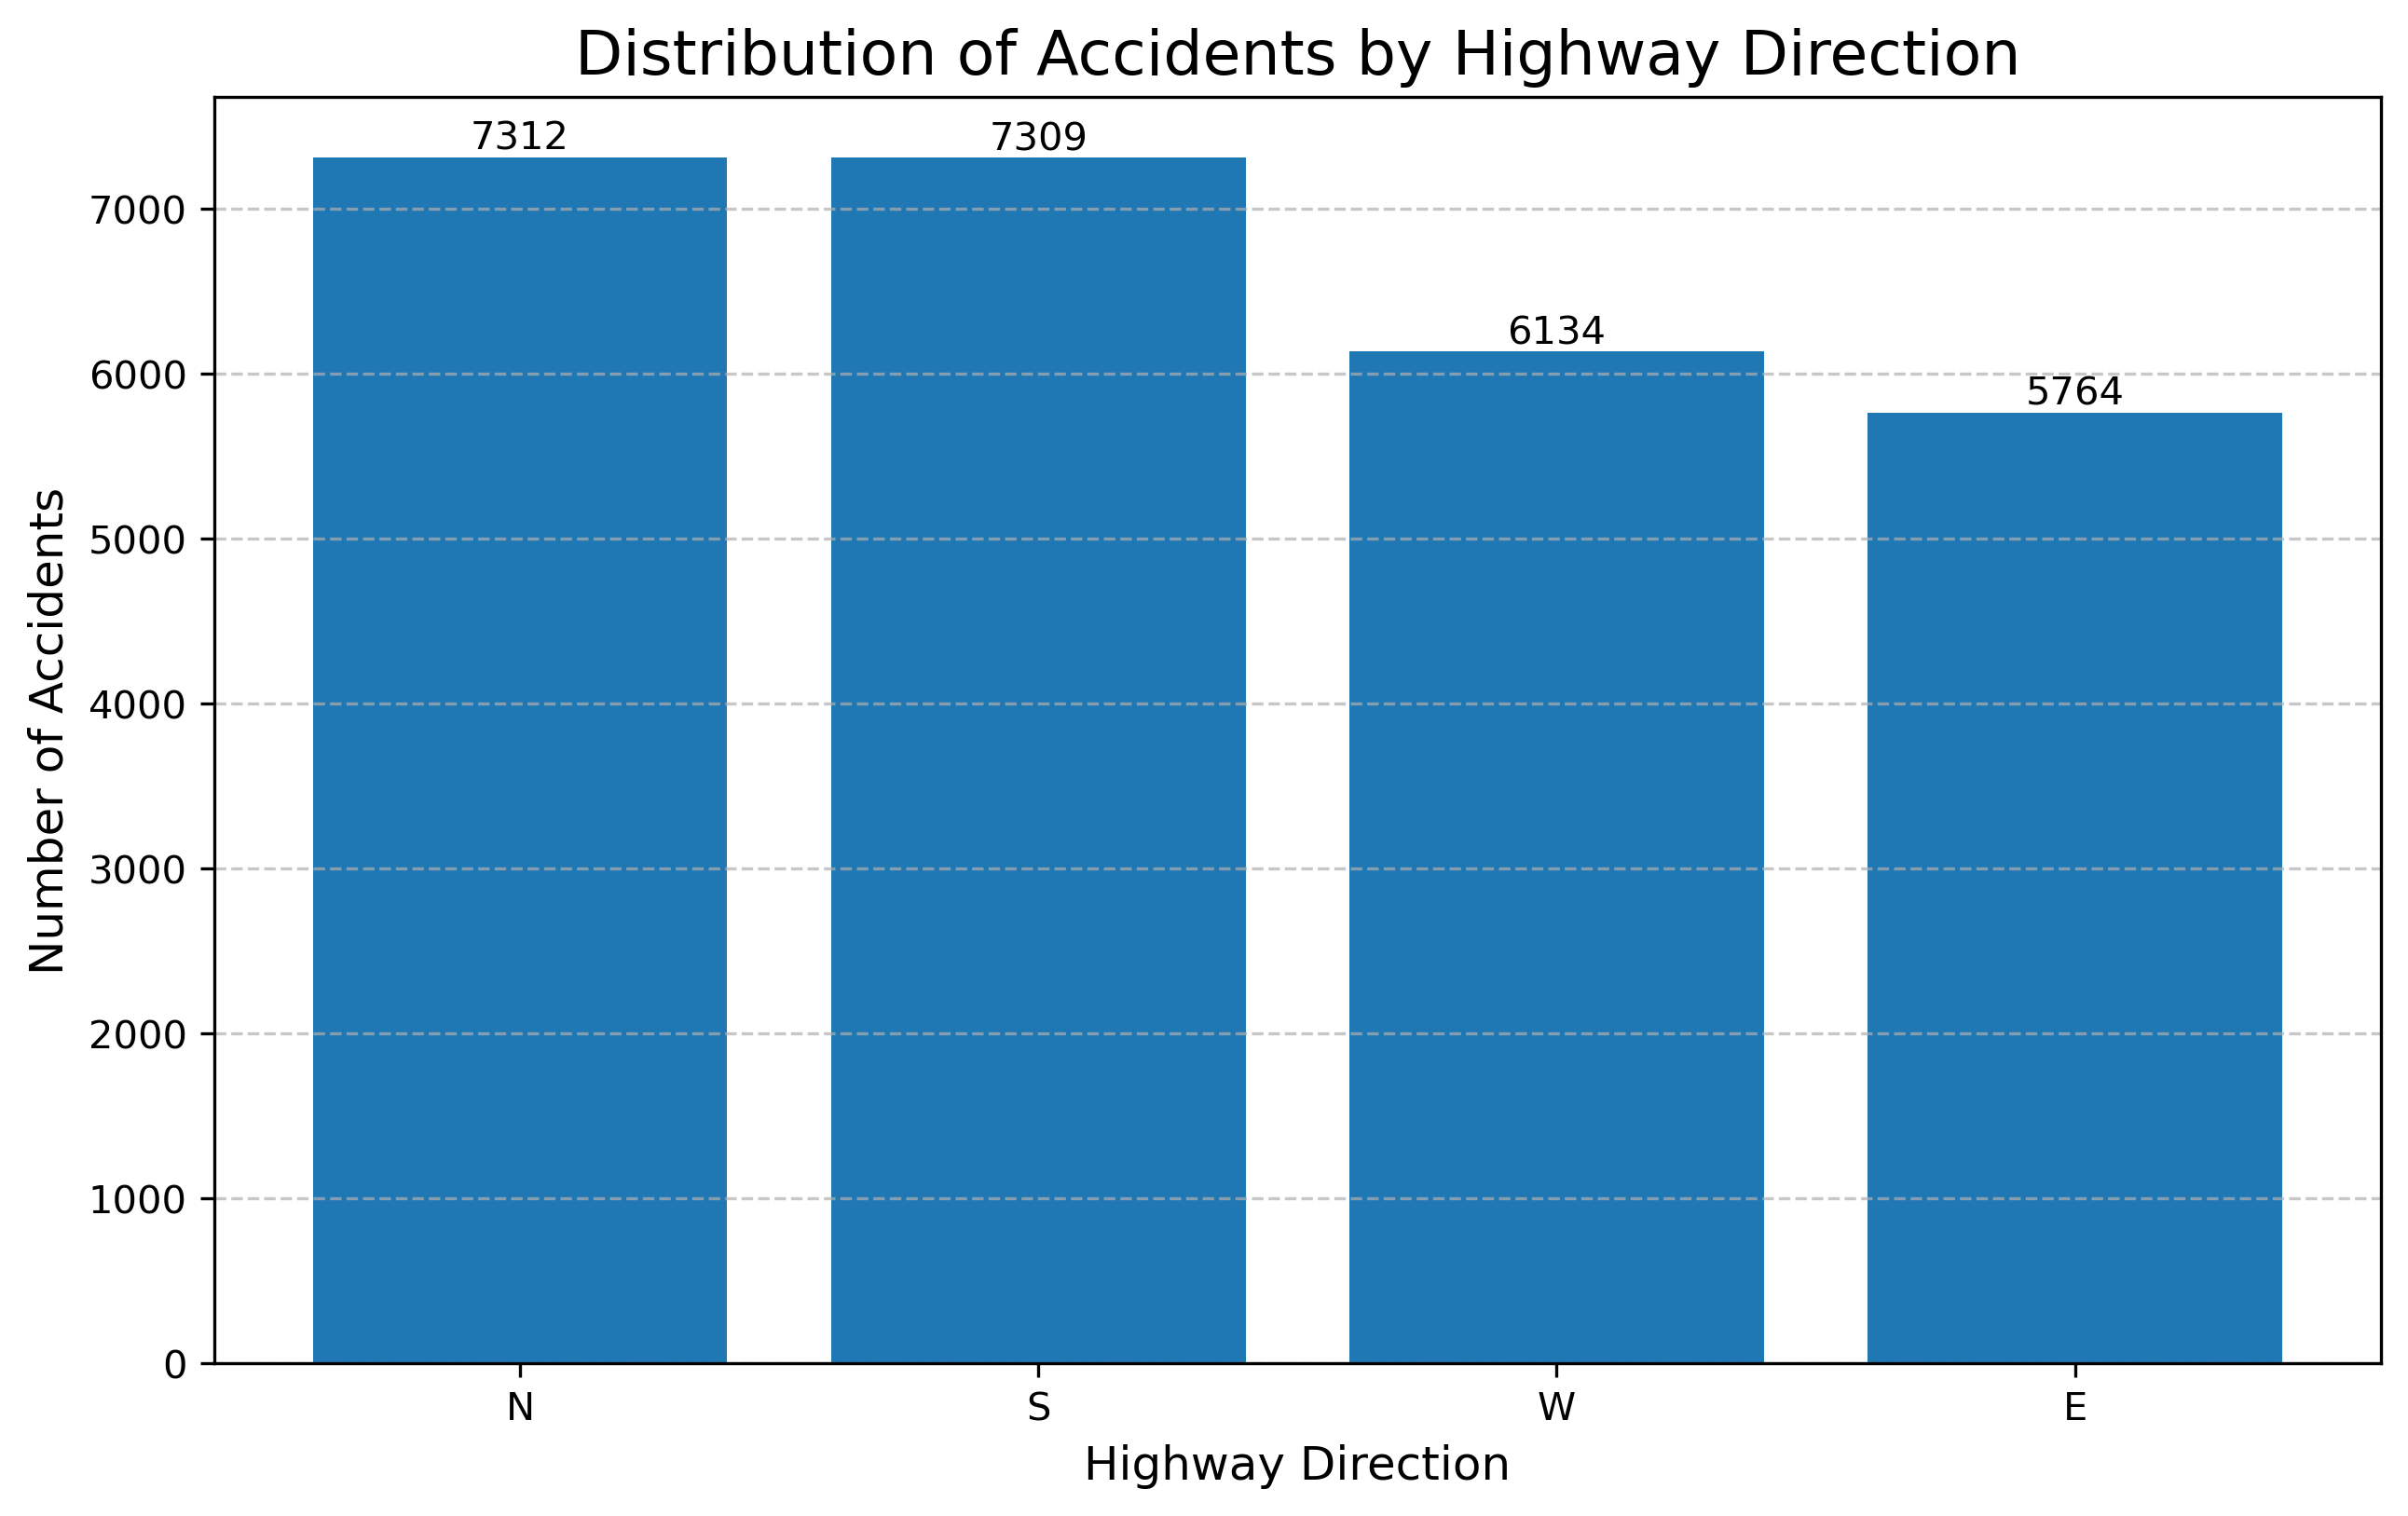 Distribution of Accidents by Highway Direction
7312
7309
6134
5764
7000
6000
5000
4000
3000
2000
1000
0
Number of Accidents
N
S
W
E
Highway Direction